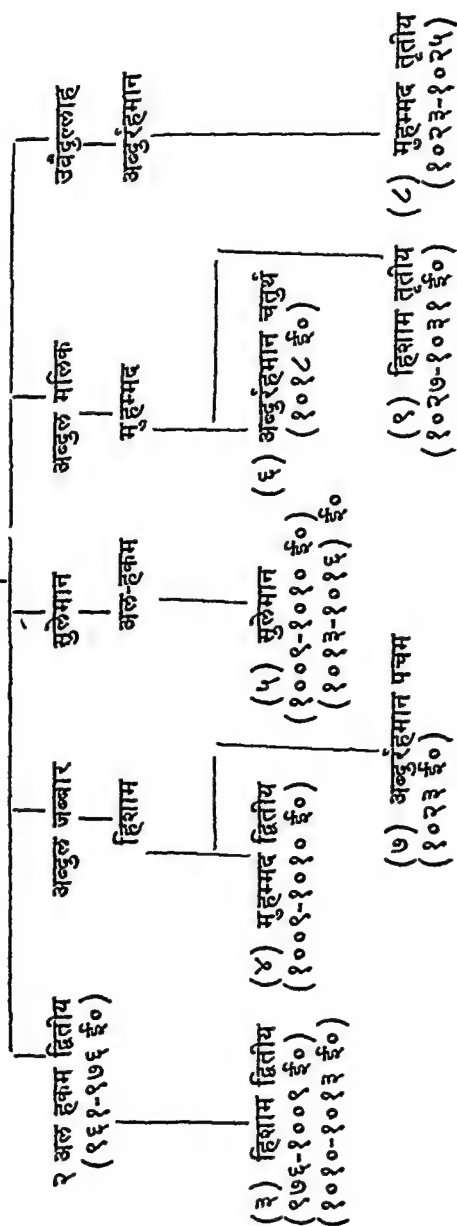 २ अल हकम द्वितीय
(९६१-९७६ ई०)
अब्दुल जब्बार
सुलेमान
अब्दुल मलिक
उबैदुल्लाह
हिशाम
अल-हकम
मुहम्मद
अब्दुर्रहमान
(३) हिशाम द्वितीय
(९७६-१००९ ई०)
(१०१०-१०१३ ई०)
(४) मुहम्मद द्वितीय
(१००९-१०१० ई०)
(५) सुलेमान
(१००९-१०१० ई०)
(१०१३-१०१६) ई०
(६) अब्दुर्रहमान चतुर्थ
(१०१८ ई०)
(७) अब्दुर्रहमान पंचम
(१०२३ ई०)
(९) हिशाम तृतीय
(१०२७-१०३१ ई०)
(८) मुहम्मद तृतीय
(१०२३-१०२५)